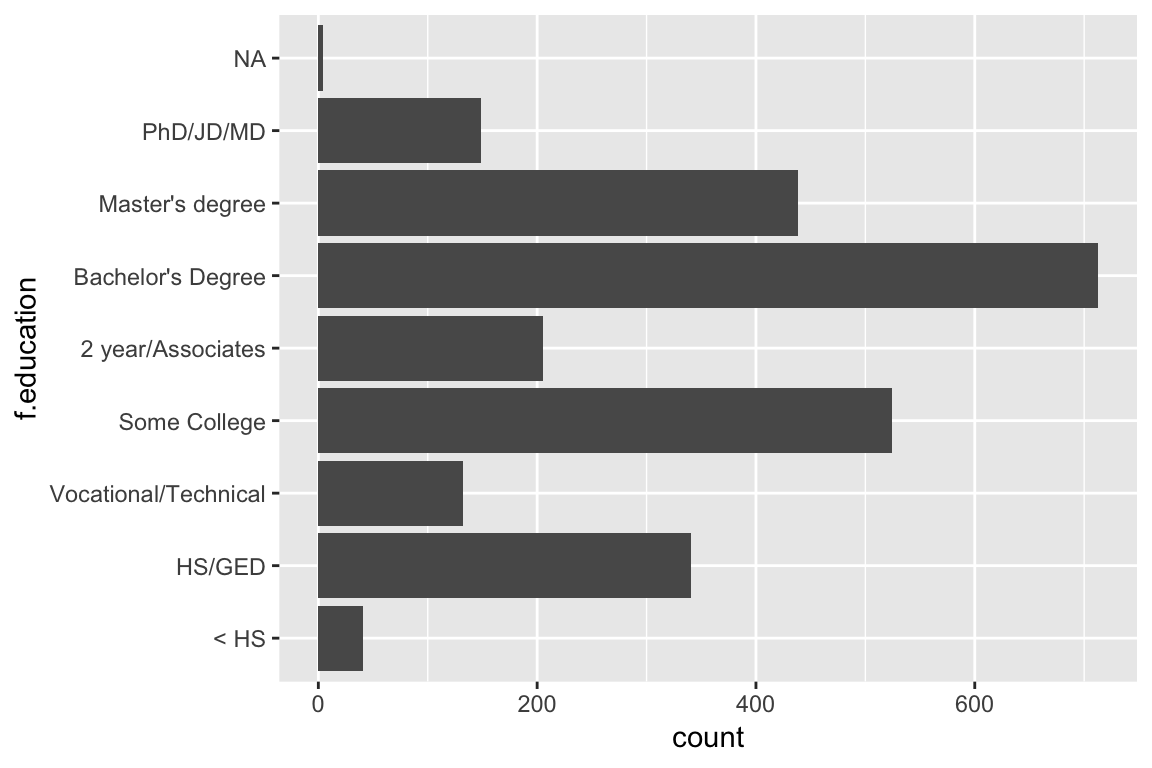 NA
PhD/JD/MD
Master's degree
Bachelor's Degree
2 year/Associates
Some College
Vocational/Technical
HS/GED
< HS
f.education
0 200 400 600
count